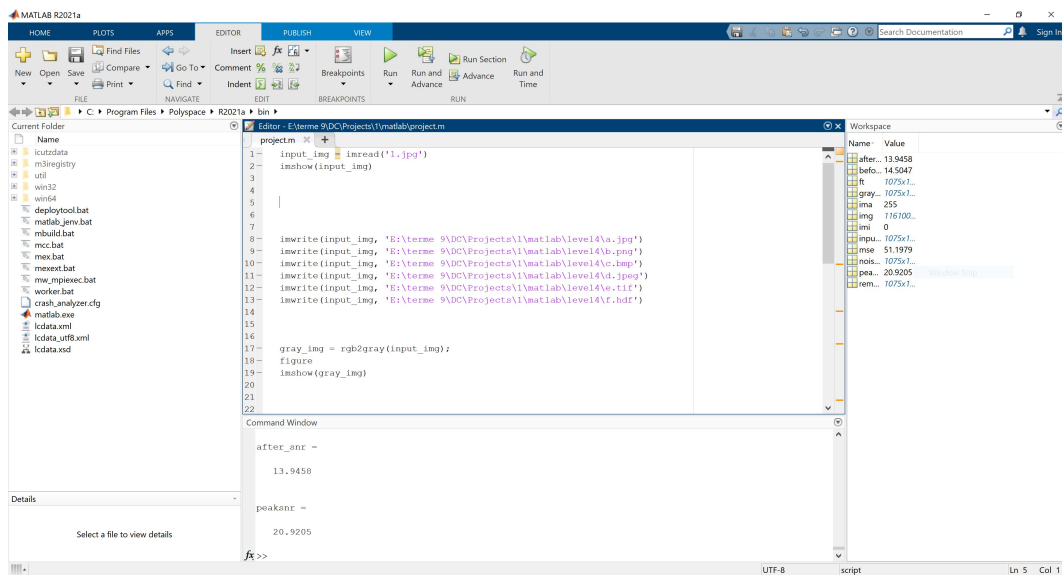 MATLAB R2021a
HOME PLOTS APPS EDITOR PUBLISH VIEW
Search Documentation
Sign In
New Open Save
Find Files
Compare
Print
Go To
Find
Insert fx
Comment %
Indent
Breakpoints
Run
Run and Advance
Run Section
Advance
Run and Time
FILE NAVIGATE EDIT BREAKPOINTS RUN
C: Program Files Polyspace R2021a bin
Current Folder
Name
icutzdata
m3iregistry
util
win32
win64
deploytool.bat
matlab_jenv.bat
mbuild.bat
mcc.bat
mex.bat
mexext.bat
mw_mpiexec.bat
worker.bat
crash_analyzer.cfg
matlab.exe
lcdata.xml
lcdata_utf8.xml
lcdata.xsd
Details
Select a file to view details
Editor - E:\terme 9\DC\Projects\1\matlab\project.m
project.m
1 input_img = imread('1.jpg')
2 imshow(input_img)
3
4
5
6
7
8 imwrite(input_img, 'E:\terme 9\DC\Projects\1\matlab\level4\a.jpg')
9 imwrite(input_img, 'E:\terme 9\DC\Projects\1\matlab\level4\b.png')
10 imwrite(input_img, 'E:\terme 9\DC\Projects\1\matlab\level4\c.bmp')
11 imwrite(input_img, 'E:\terme 9\DC\Projects\1\matlab\level4\d.jpeg')
12 imwrite(input_img, 'E:\terme 9\DC\Projects\1\matlab\level4\e.tif')
13 imwrite(input_img, 'E:\terme 9\DC\Projects\1\matlab\level4\f.hdf')
14
15
16
17 gray_img = rgb2gray(input_img);
18 figure
19 imshow(gray_img)
20
21
22
Command Window
after_snr =
13.9458
peaksnr =
20.9205
fx >>
Workspace
Name Value
after... 13.9458
befo... 14.5047
ft 1075x1...
gray... 1075x1...
ima 255
img 116100...
imi 0
inpu... 1075x1...
mse 51.1979
nois... 1075x1...
pea... 20.9205
rem... 1075x1...
UTF-8 script Ln 5 Col 1